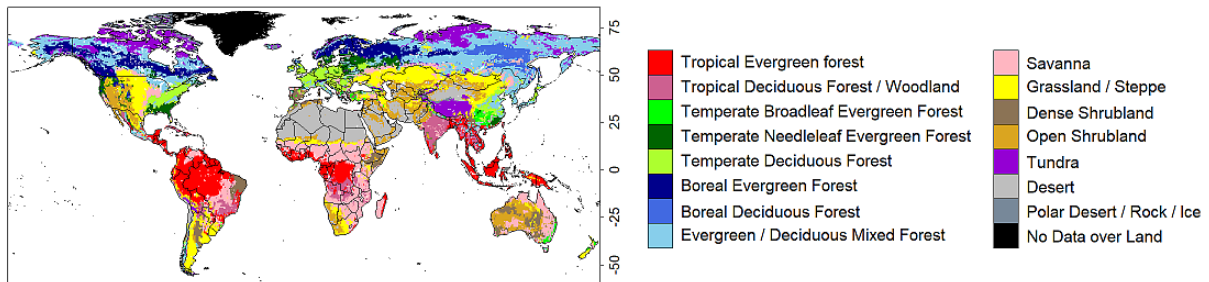 75
50
25
0
-25
-50
Tropical Evergreen forest
Tropical Deciduous Forest / Woodland
Temperate Broadleaf Evergreen Forest
Temperate Needleleaf Evergreen Forest
Temperate Deciduous Forest
Boreal Evergreen Forest
Boreal Deciduous Forest
Evergreen / Deciduous Mixed Forest
Savanna
Grassland / Steppe
Dense Shrubland
Open Shrubland
Tundra
Desert
Polar Desert / Rock / Ice
No Data over Land